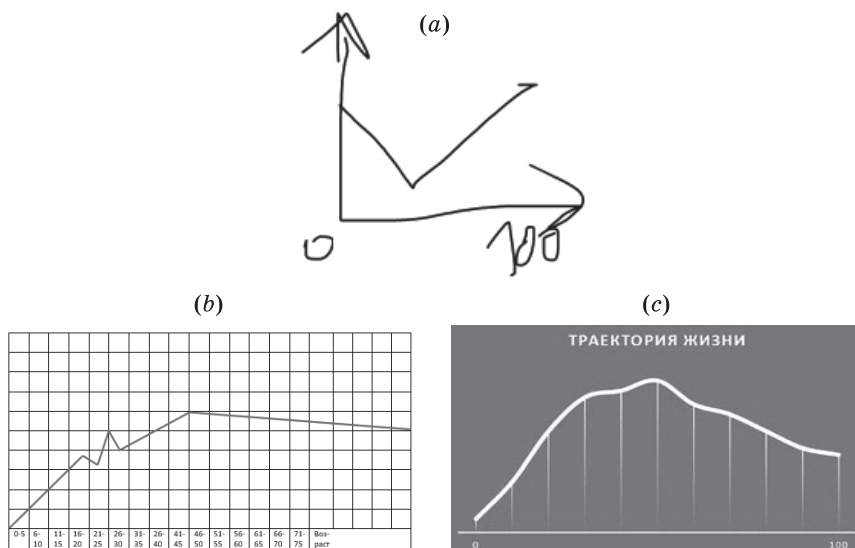 (a)
0
100
(b)
(c)
ТРАЕКТОРИЯ ЖИЗНИ
0-5 6-10 11-15 16-20 21-25 26-30 31-35 26-40 41-45 46-50 51-55 56-60 61-65 66-70 71-75 Воз-раст
0 100